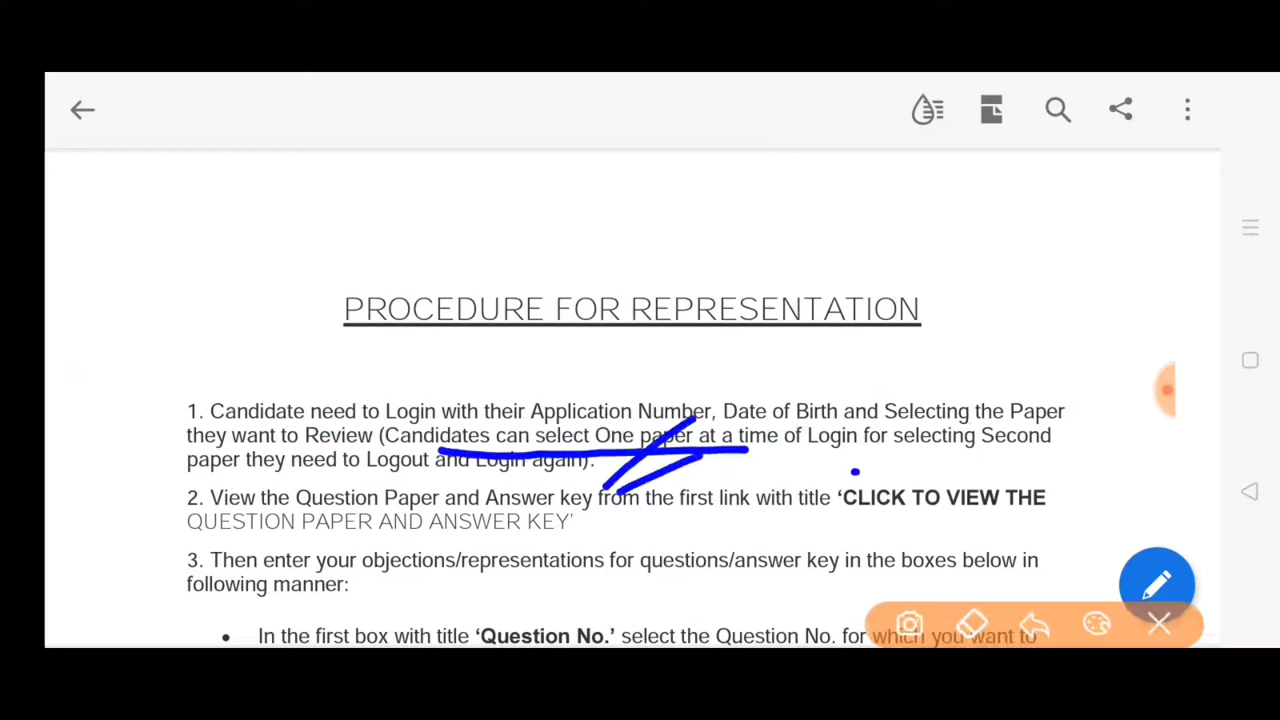 PROCEDURE FOR REPRESENTATION
1. Candidate need to Login with their Application Number, Date of Birth and Selecting the Paper
they want to Review (Candidates can select One paper at a time of Login for selecting Second
paper they need to Logout and Login again).
2. View the Question Paper and Answer key from the first link with title ‘CLICK TO VIEW THE
QUESTION PAPER AND ANSWER KEY’
3. Then enter your objections/representations for questions/answer key in the boxes below in
following manner:
• In the first box with title ‘Question No.’ select the Question No. for which you want to